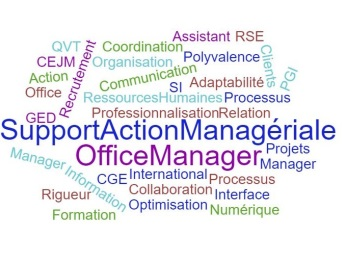 Assistant RSE
QVT Coordination
CEJM Organisation Polyvalence Clients
Action Recrutement Communication PGI
Office SI Adaptabilité
RessourcesHumaines Processus
GED ProfessionnalisationRelation
SupportActionManagériale
OfficeManager Projets
Manager International Manager
Information CGE Processus
Rigueur Collaboration Interface
Optimisation Numérique
Formation